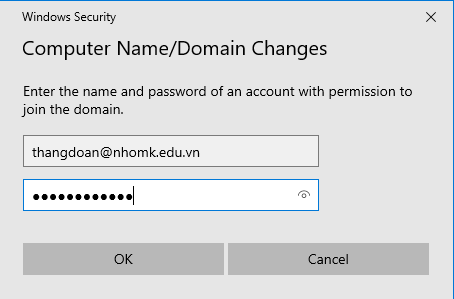 Windows Security
Computer Name/Domain Changes
Enter the name and password of an account with permission to
join the domain.
thangdoan@nhomk.edu.vn
●●●●●●●●●●●●
OK
Cancel